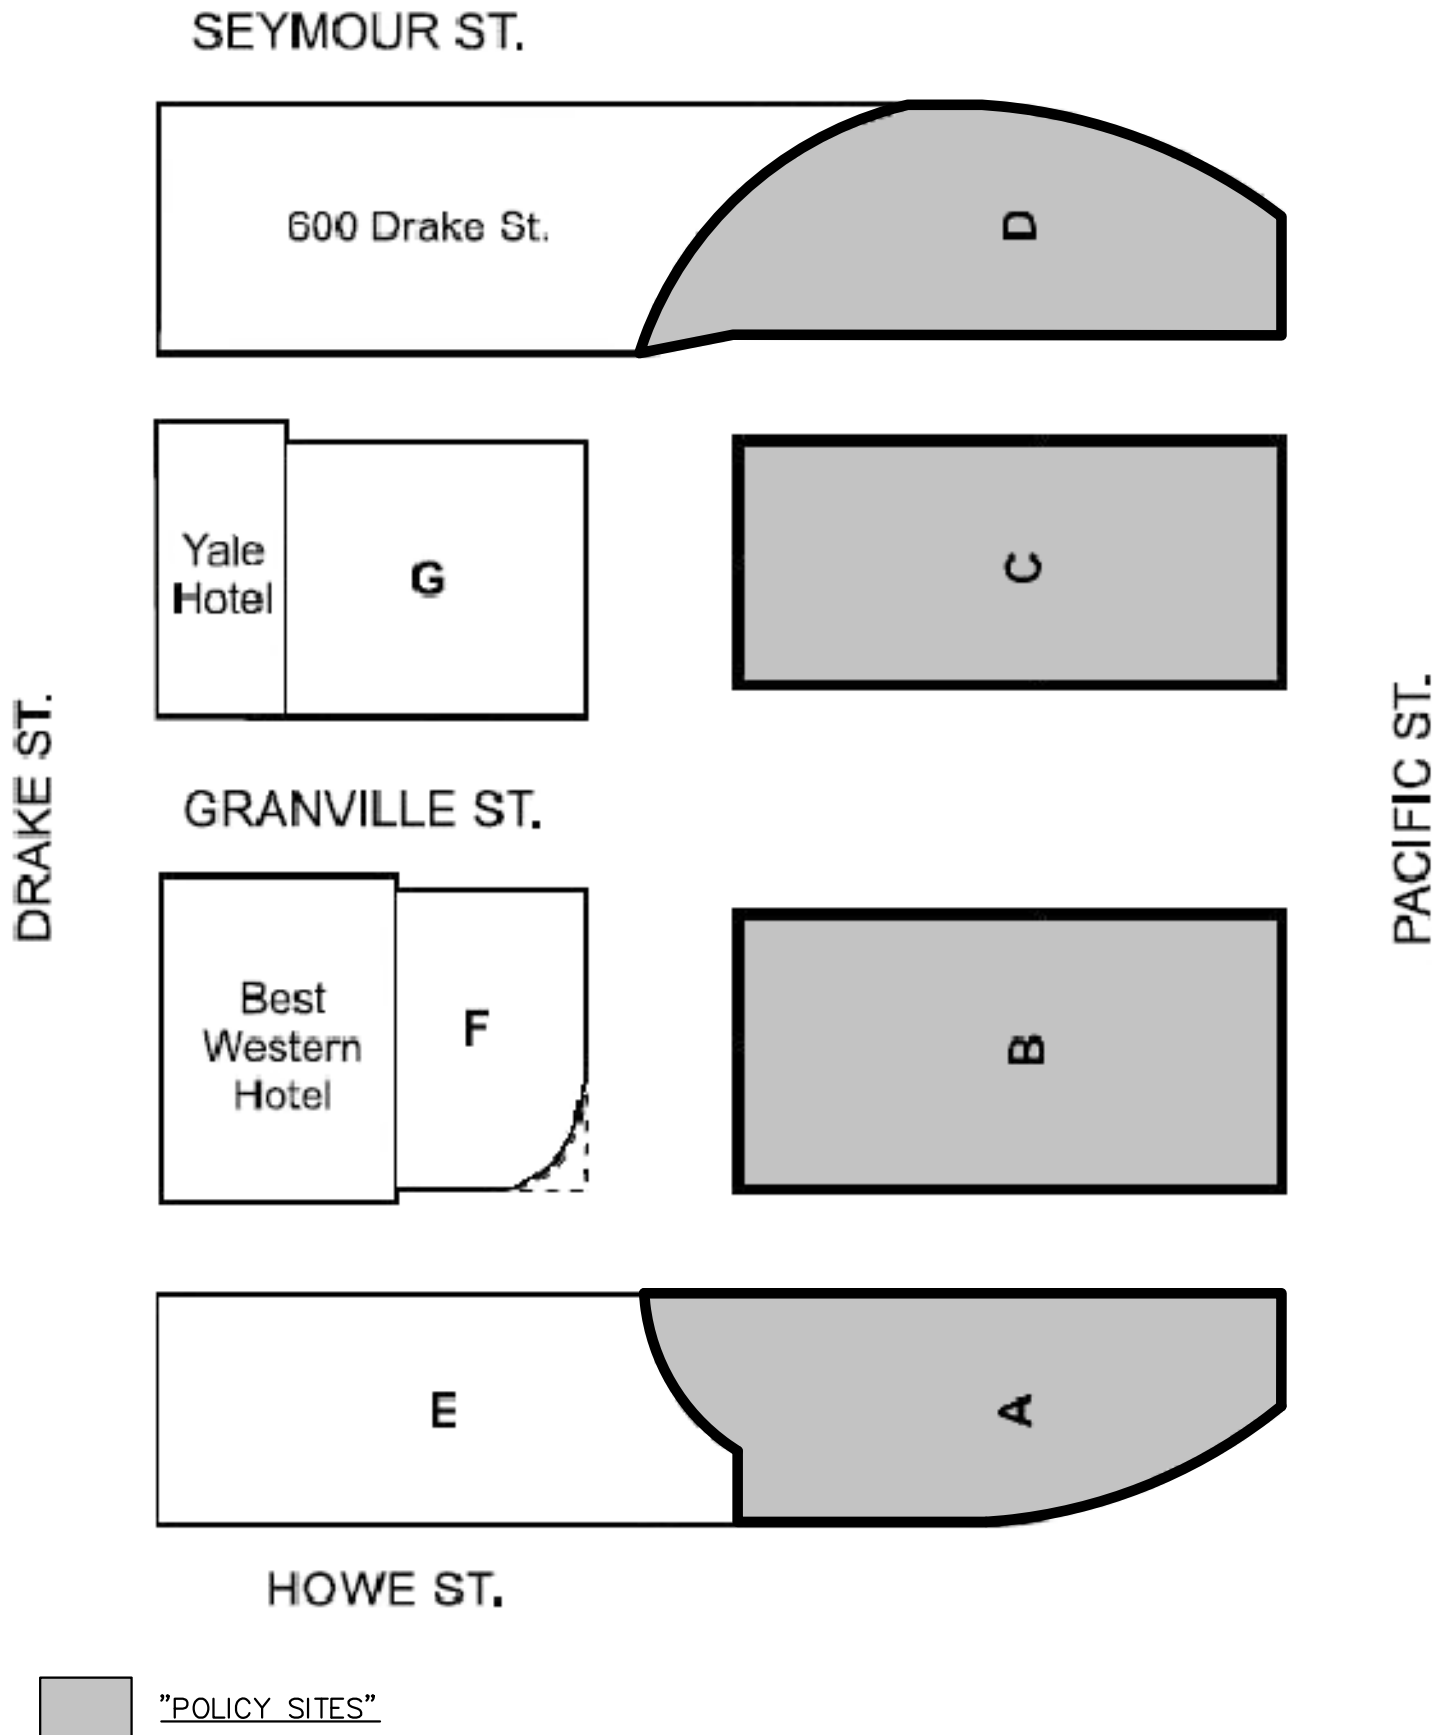 SEYMOUR ST.
600 Drake St.
D
Yale
Hotel
G
C
DRAKE ST.
PACIFIC ST.
GRANVILLE ST.
Best
Western
Hotel
F
B
E
A
HOWE ST.
"POLICY SITES"